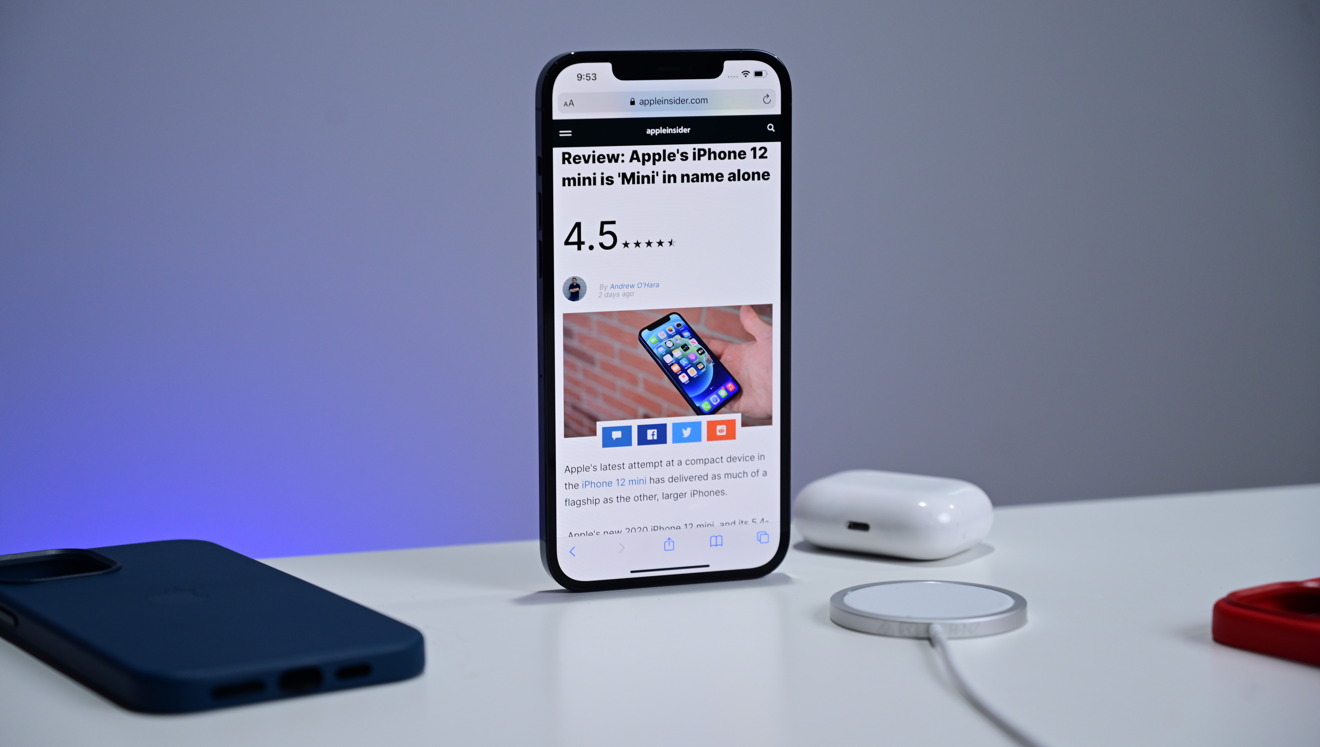 9:53
AA
appleinsider.com
appleinsider
Review: Apple's iPhone 12
mini is 'Mini' in name alone
4.5
By Andrew O'Hara
2 days ago
Apple's latest attempt at a compact device in
the iPhone 12 mini has delivered as much of a
flagship as the other, larger iPhones.
Apple's new 2020 iPhone 12 mini, and its 5.4-